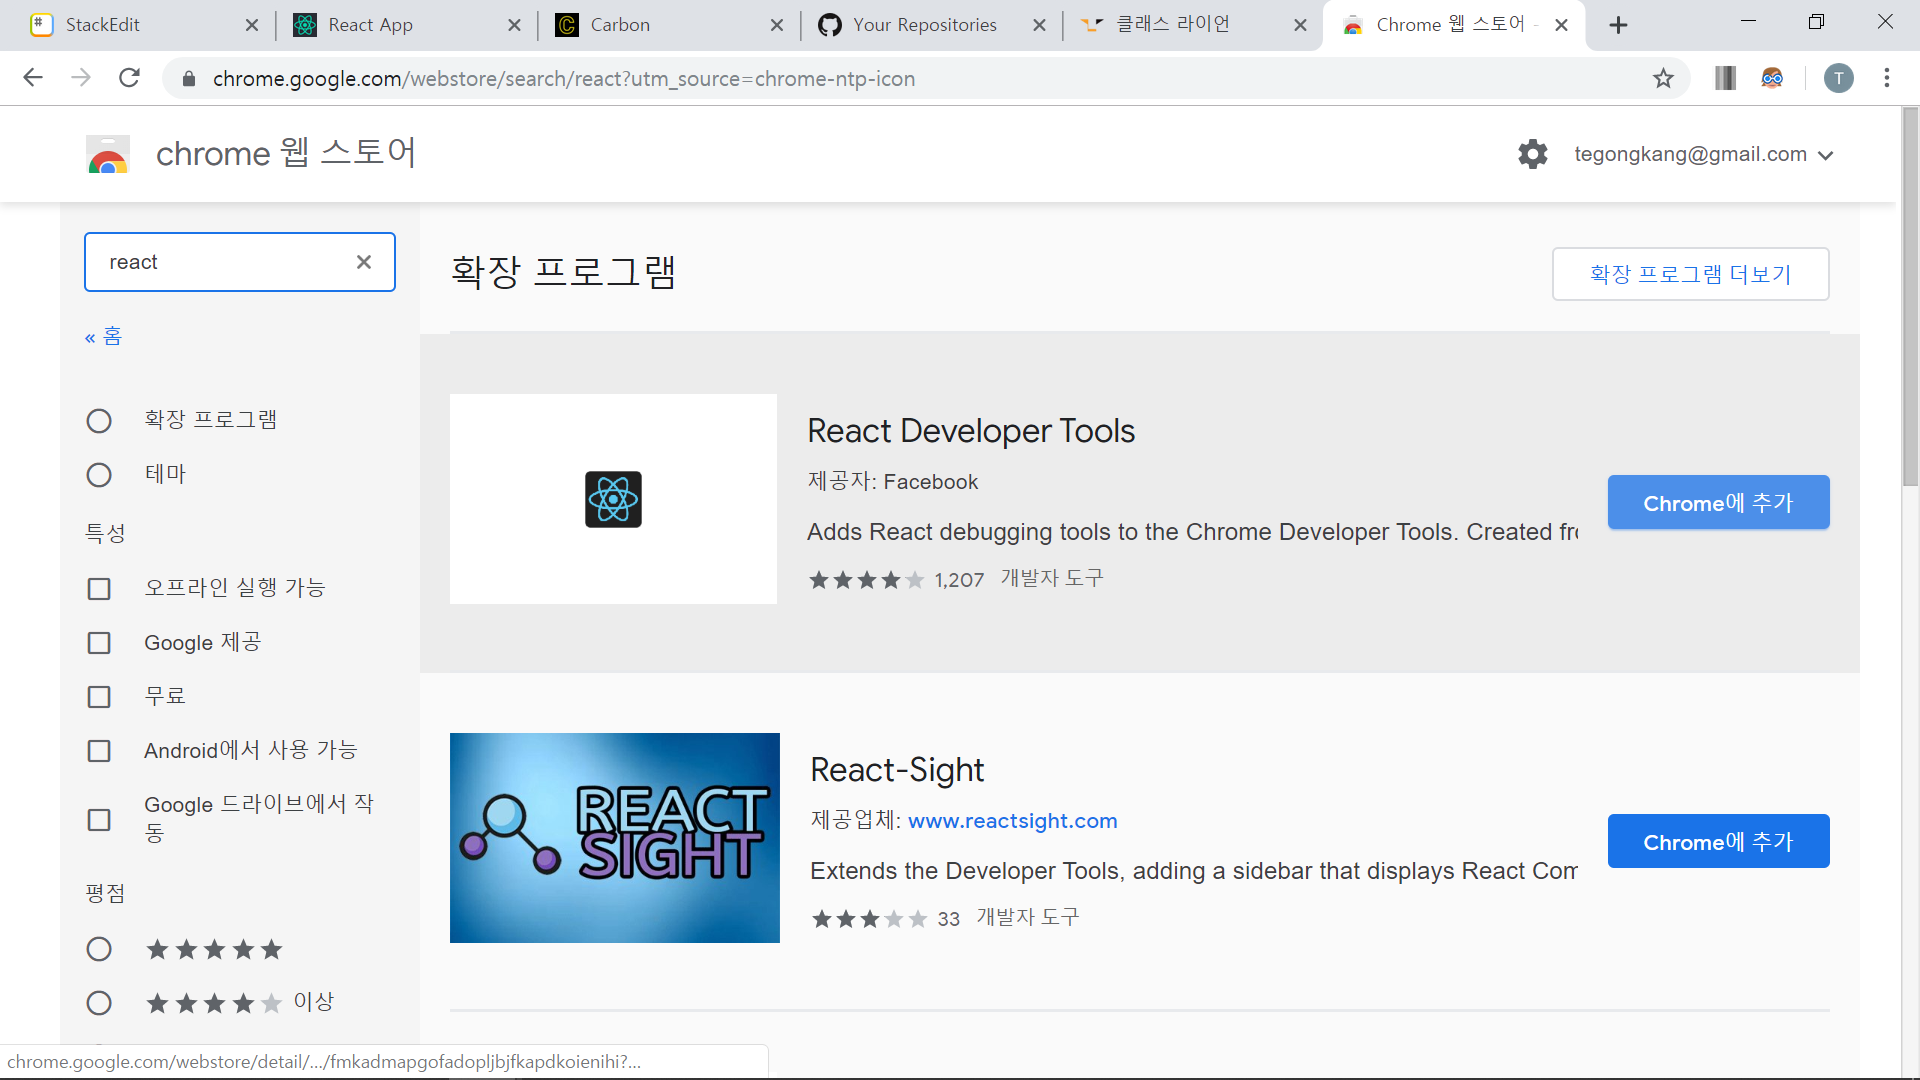 StackEdit
React App
Carbon
Your Repositories
클래스 라이언
Chrome 웹 스토어 -
chrome.google.com/webstore/search/react?utm_source=chrome-ntp-icon
T
chrome 웹 스토어
tegongkang@gmail.com
react
« 홈
확장 프로그램
테마
특성
오프라인 실행 가능
Google 제공
무료
Android에서 사용 가능
Google 드라이브에서 작
동
평점
이상
확장 프로그램
확장 프로그램 더보기
React Developer Tools
제공자: Facebook
Adds React debugging tools to the Chrome Developer Tools. Created fro
1,207 개발자 도구
Chrome에 추가
REACT
SIGHT
React-Sight
제공업체: www.reactsight.com
Extends the Developer Tools, adding a sidebar that displays React Com
33 개발자 도구
Chrome에 추가
chrome.google.com/webstore/detail/.../fmkadmapgofadopljbjfkapdkoienihi?...